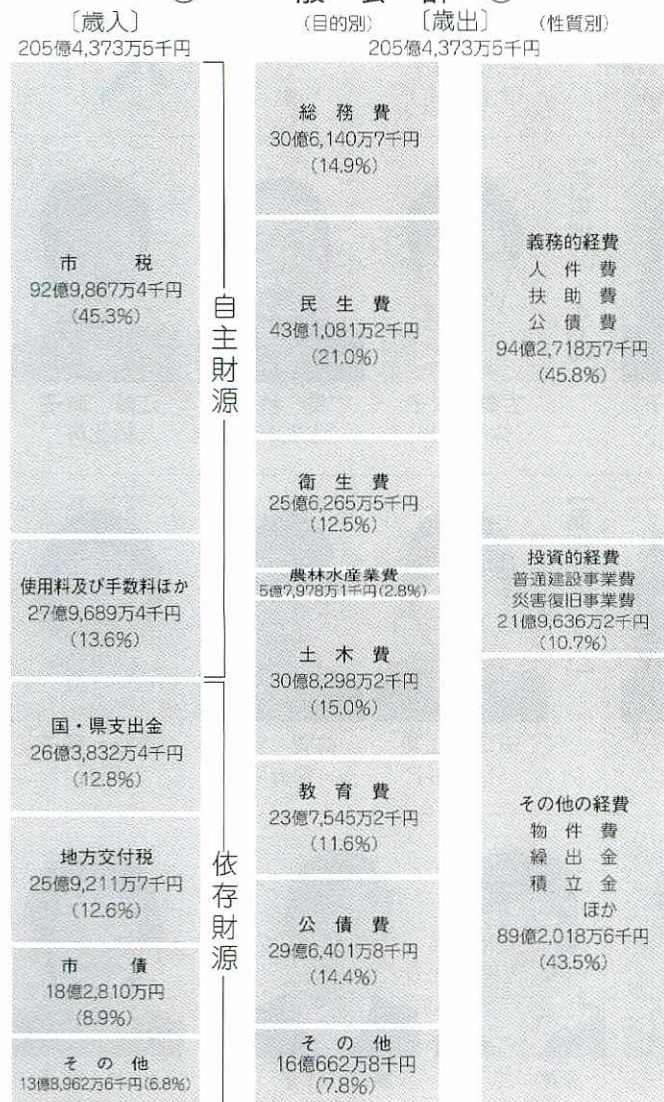 般 会 計
〔歳入〕
205億4,373万5千円
(目的別)
〔歳出〕
(性質別)
205億4,373万5千円
市 税
92億9,867万4千円
(45.3%)
使用料及び手数料ほか
27億9,689万4千円
(13.6%)
国・県支出金
26億3,832万4千円
(12.8%)
地方交付税
25億9,211万7千円
(12.6%)
市 債
18億2,810万円
(8.9%)
そ の 他
13億8,962万6千円(6.8%)
自主財源
依存財源
総 務 費
30億6,140万7千円
(14.9%)
民 生 費
43億1,081万2千円
(21.0%)
衛 生 費
25億6,265万5千円
(12.5%)
農林水産業費
5億7,978万1千円(2.8%)
土 木 費
30億8,298万2千円
(15.0%)
教 育 費
23億7,545万2千円
(11.6%)
公 債 費
29億6,401万8千円
(14.4%)
そ の 他
16億662万8千円
(7.8%)
義務的経費
人 件 費
扶 助 費
公 債 費
94億2,718万7千円
(45.8%)
投資的経費
普通建設事業費
災害復旧事業費
21億9,636万2千円
(10.7%)
その他の経費
物 件 費
繰 出 金
積 立 金
ほか
89億2,018万6千円
(43.5%)